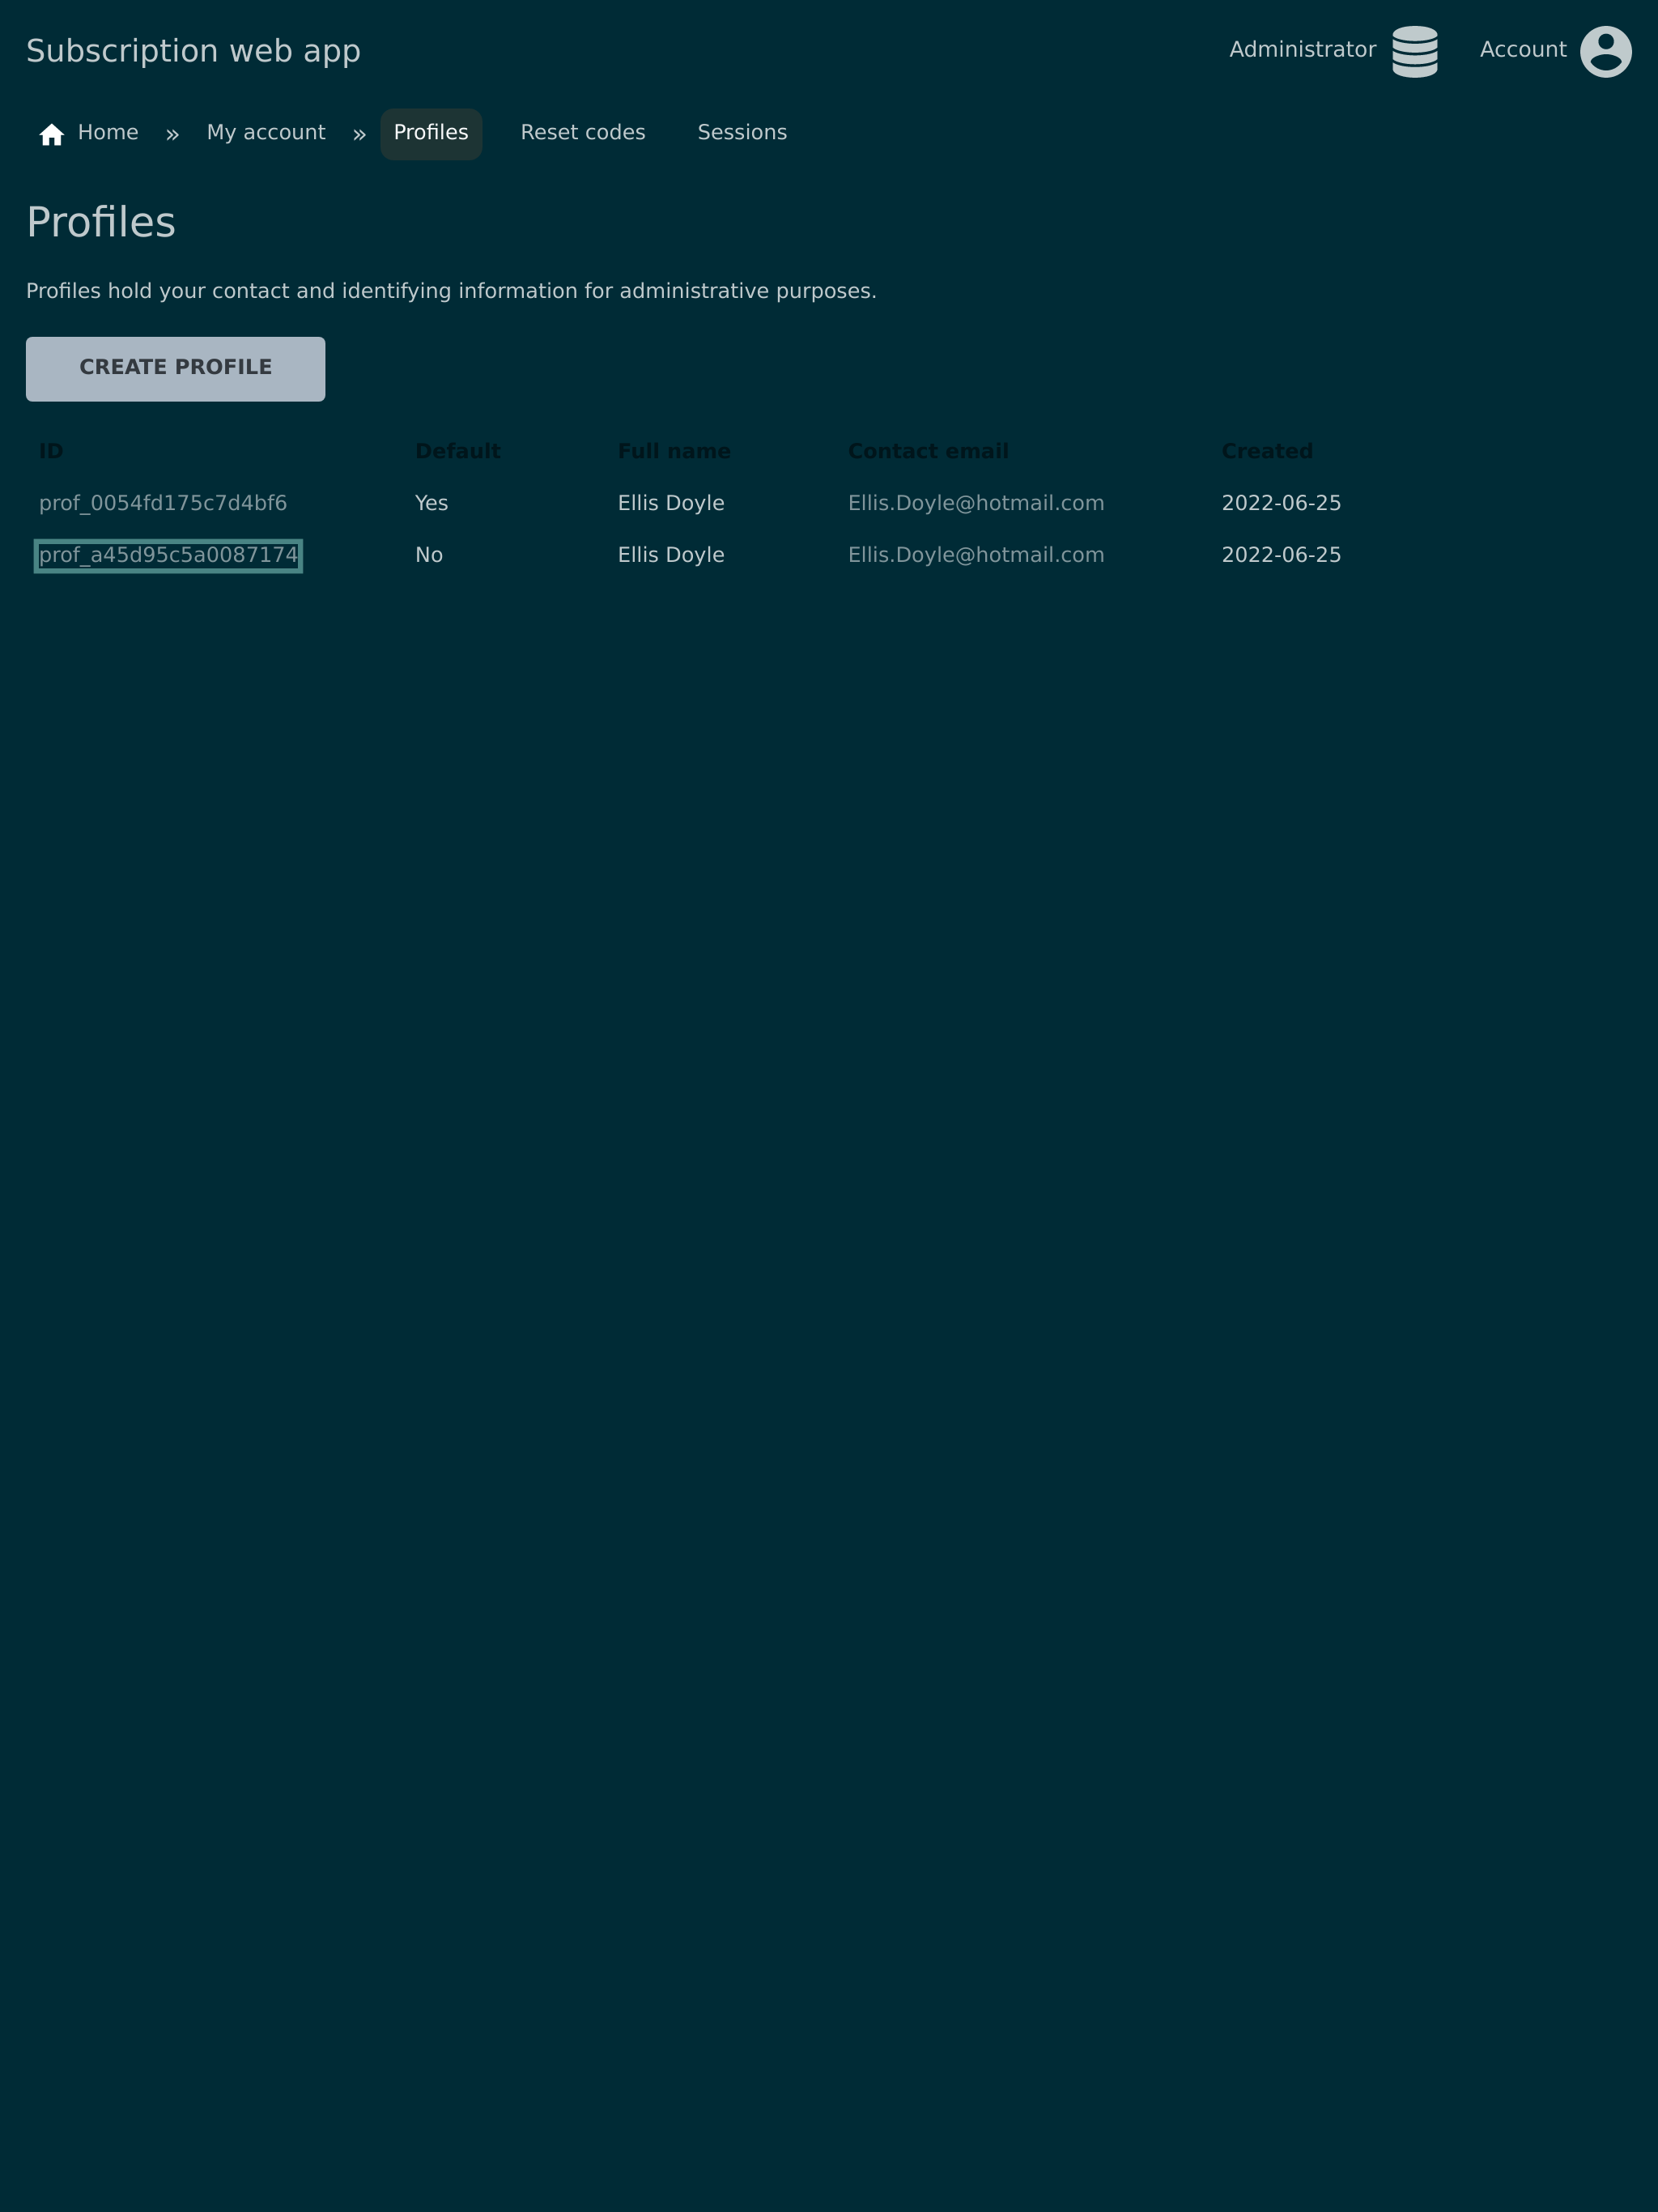 Subscription web app
Administrator
Account
Home » My account » Profiles Reset codes Sessions
Profiles
Profiles hold your contact and identifying information for administrative purposes.
CREATE PROFILE
ID Default Full name Contact email Created
prof_0054fd175c7d4bf6 Yes Ellis Doyle Ellis.Doyle@hotmail.com 2022-06-25
prof_a45d95c5a0087174 No Ellis Doyle Ellis.Doyle@hotmail.com 2022-06-25